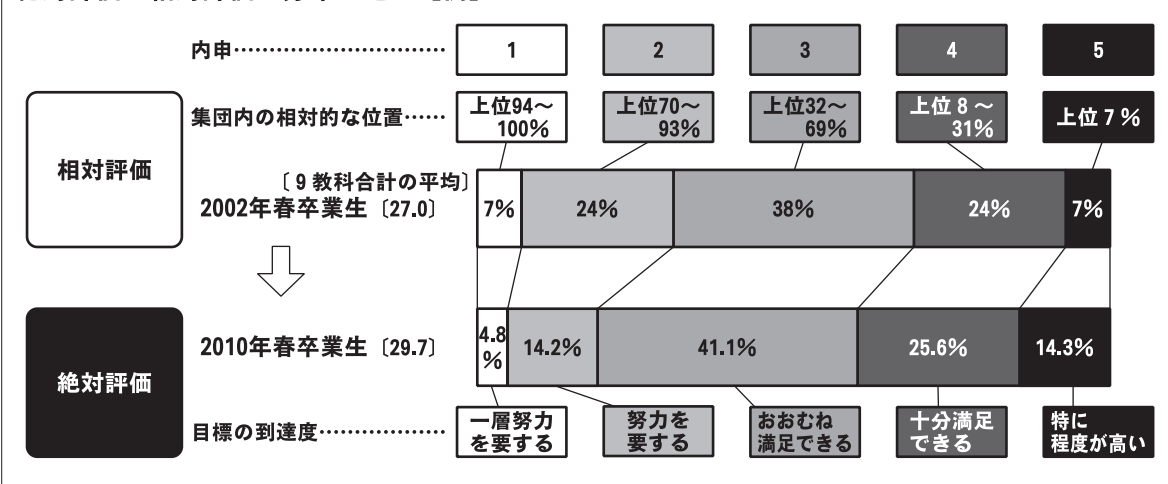 内申…………………………
1
2
3
4
5
集団内の相対的な位置……
上位94～
100%
上位70～
93%
上位32～
69%
上位8～
31%
上位7%
相対評価
〔9教科合計の平均〕
2002年春卒業生〔27.0〕
7%
24%
38%
24%
7%
2010年春卒業生〔29.7〕
4.8
%
14.2%
41.1%
25.6%
14.3%
絶対評価
目標の到達度………………
一層努力
を要する
努力を
要する
おおむね
満足できる
十分満足
できる
特に
程度が高い